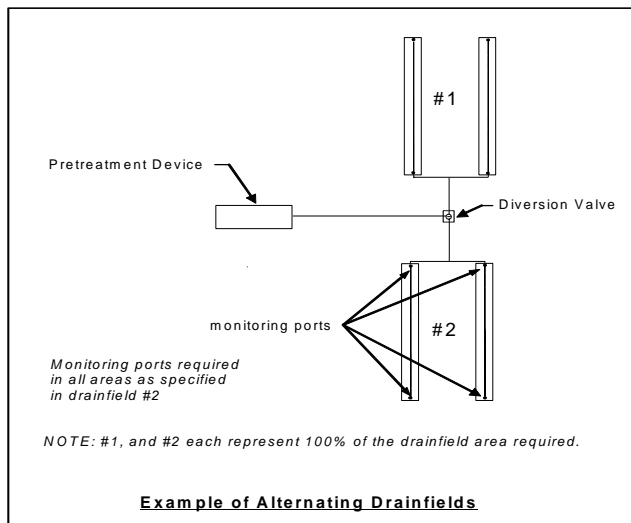 #1
Pretreatment Device
Diversion Valve
monitoring ports
#2
Monitoring ports required
in all areas as specified
in drainfield #2
NOTE: #1, and #2 each represent 100% of the drainfield area required.
Example of Alternating Drainfields